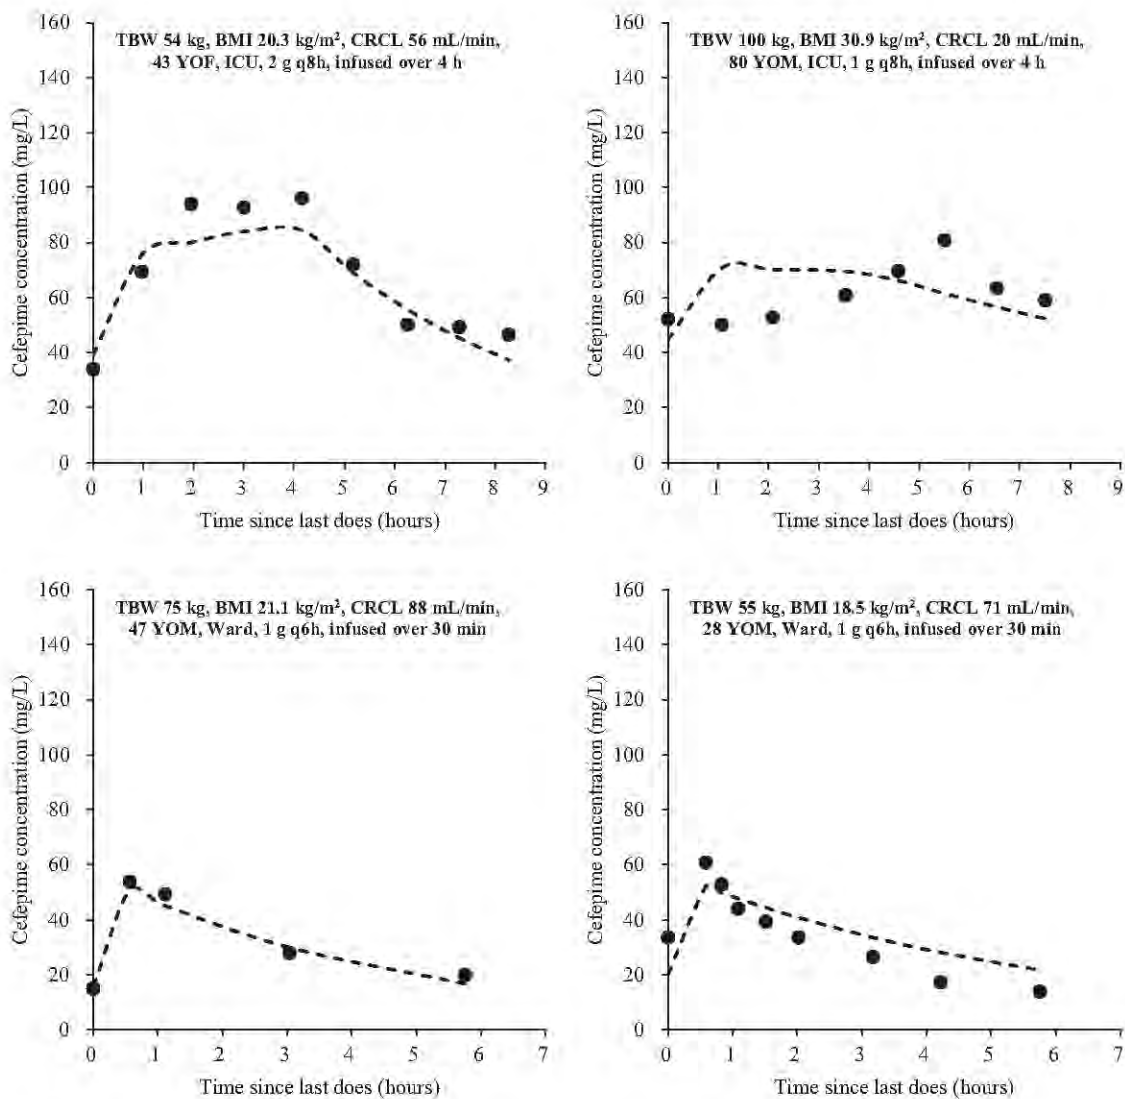 TBW 54 kg, BMI 20.3 kg/m², CRCL 56 mL/min,
43 YOF, ICU, 2 g q8h, infused over 4 h
Cefepime concentration (mg/L)
160
140
120
100
80
60
40
20
0
0 1 2 3 4 5 6 7 8 9
Time since last does (hours)
TBW 100 kg, BMI 30.9 kg/m², CRCL 20 mL/min,
80 YOM, ICU, 1 g q8h, infused over 4 h
Cefepime concentration (mg/L)
160
140
120
100
80
60
40
20
0
0 1 2 3 4 5 6 7 8 9
Time since last does (hours)
TBW 75 kg, BMI 21.1 kg/m², CRCL 88 mL/min,
47 YOM, Ward, 1 g q6h, infused over 30 min
Cefepime concentration (mg/L)
160
140
120
100
80
60
40
20
0
0 1 2 3 4 5 6 7
Time since last does (hours)
TBW 55 kg, BMI 18.5 kg/m², CRCL 71 mL/min,
28 YOM, Ward, 1 g q6h, infused over 30 min
Cefepime concentration (mg/L)
160
140
120
100
80
60
40
20
0
0 1 2 3 4 5 6 7
Time since last does (hours)